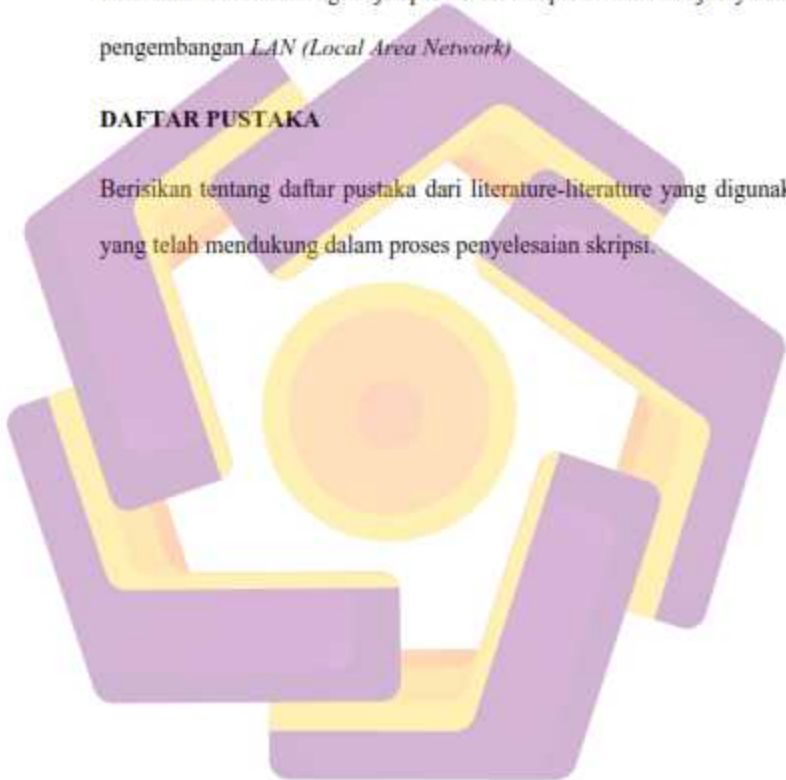 pengembangan LAN (Local Area Network)
DAFTAR PUSTAKA
Berisikan tentang daftar pustaka dari literature-literature yang
yang telah mendukung dalam proses penyelesaian skripsi.